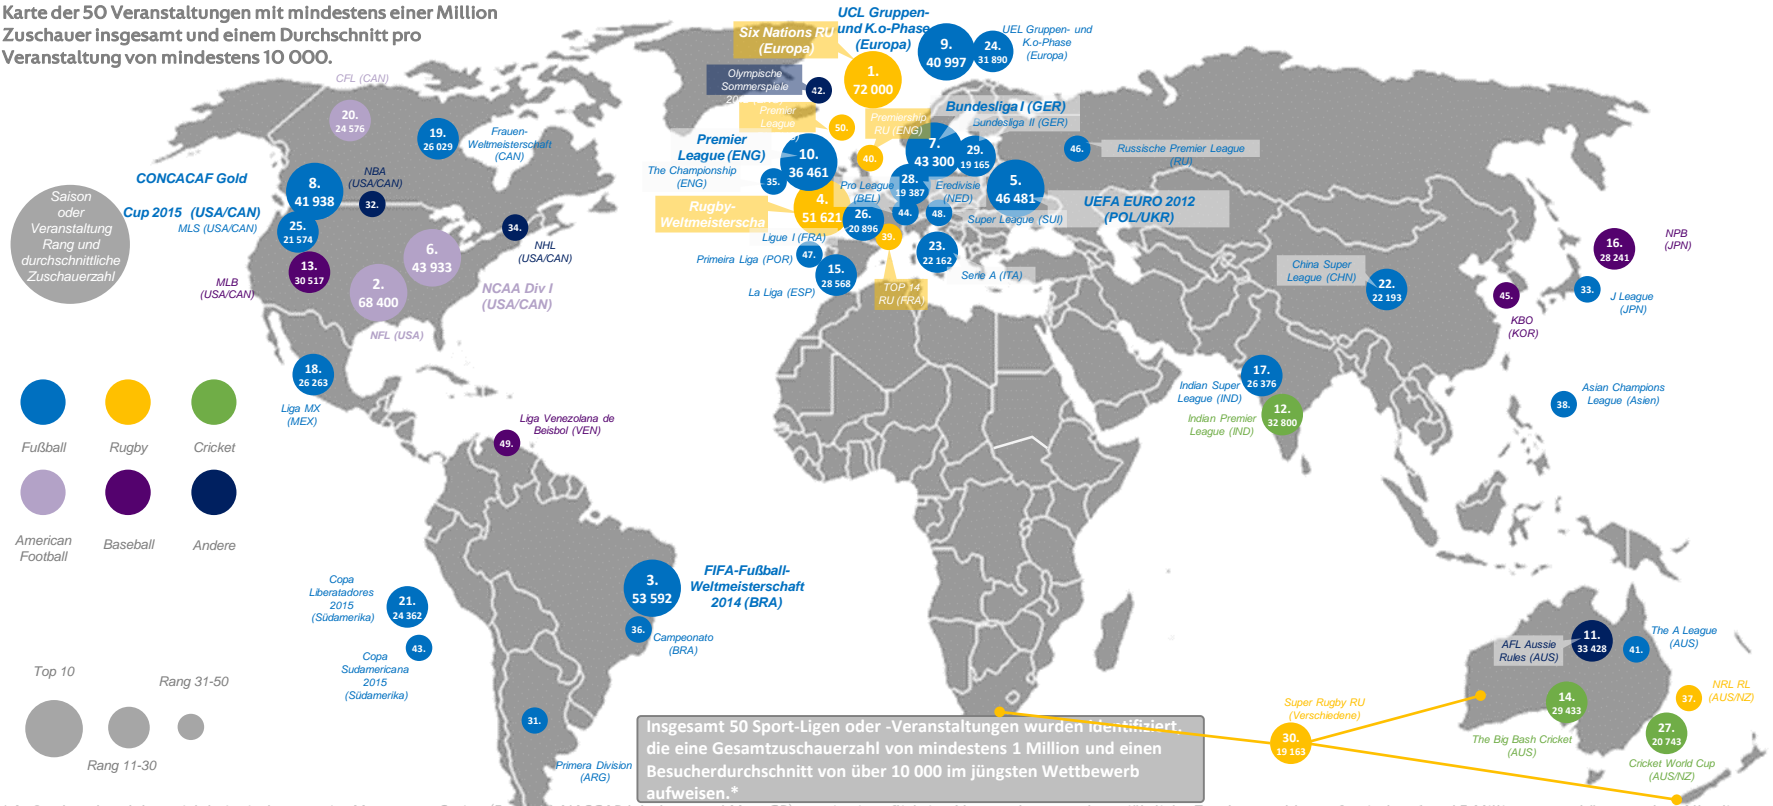 Karte der 50 Veranstaltungen mit mindestens einer Million
Zuschauer insgesamt und einem Durchschnitt pro
Veranstaltung von mindestens 10 000.
Saison
oder
Veranstaltung
Rang und
durchschnittliche
Zuschauerzahl
CFL (CAN)
20.
24 576
19.
26 029
Frauen-
Weltmeisterschaft
(CAN)
CONCACAF Gold
Cup 2015 (USA/CAN)
8.
41 938
NBA
(USA/CAN)
32.
MLS (USA/CAN)
25.
21 574
34.
NHL
(USA/CAN)
MLB
(USA/CAN)
13.
30 517
6.
43 933
NCAA Div I
(USA/CAN)
2.
68 400
NFL (USA)
18.
26 263
Liga MX
(MEX)
Liga Venezolana de
Beisbol (VEN)
49.
Fußball
Rugby
Cricket
American
Football
Baseball
Andere
Copa
Liberatadores
2015
(Südamerika)
21.
24 362
43.
Copa
Sudamericana
2015
(Südamerika)
3.
53 592
FIFA-Fußball-
Weltmeisterschaft
2014 (BRA)
36.
Campeonato
(BRA)
31.
Primera Division
(ARG)
Top 10
Rang 31-50
Rang 11-30
UCL Gruppen-
und K.o-Phase
(Europa)
9.
40 997
24.
31 890
UEL Gruppen- und
K.o-Phase
(Europa)
Six Nations RU
(Europa)
1.
72 000
Olympische
Sommerspiele
42.
Premier
League
50.
Premiership
RU (ENG)
40.
Bundesliga I (GER)
Bundesliga II (GER)
7.
43 300
29.
19 165
Premier
League (ENG)
10.
36 461
The Championship
(ENG)
35.
46.
Russische Premier League
(RU)
Pro League
(BEL)
28.
19 387
Eredivisie
(NED)
5.
46 481
UEFA EURO 2012
(POL/UKR)
Rugby-
Weltmeisterscha
4.
51 621
26.
20 896
44.
48.
Super League (SUI)
Ligue I (FRA)
39.
Primeira Liga (POR)
47.
23.
22 162
Serie A (ITA)
La Liga (ESP)
15.
28 568
TOP 14
RU (FRA)
China Super
League (CHN)
22.
22 193
16.
28 241
NPB
(JPN)
45.
KBO
(KOR)
33.
J League
(JPN)
17.
26 376
Indian Super
League (IND)
12.
32 800
Indian Premier
League (IND)
38.
Asian Champions
League (Asien)
AFL Aussie
Rules (AUS)
11.
33 428
41.
The A League
(AUS)
14.
29 433
The Big Bash Cricket
(AUS)
37.
NRL RL
(AUS/NZ)
27.
20 743
Cricket World Cup
(AUS/NZ)
Super Rugby RU
(Verschiedene)
30.
19 163
Insgesamt 50 Sport-Ligen oder -Veranstaltungen wurden identifiziert,
die eine Gesamtzuschauerzahl von mindestens 1 Million und einen
Besucherdurchschnitt von über 10 000 im jüngsten Wettbewerb
aufweisen.*